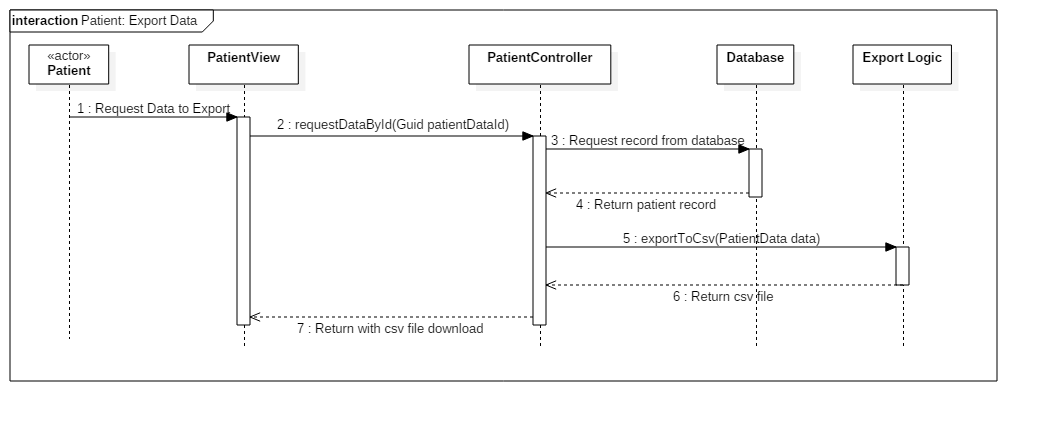 interaction Patient: Export Data
«actor»
Patient
PatientView
PatientController
Database
Export Logic
1 : Request Data to Export
2 : requestDataById(Guid patientDataId)
3 : Request record from database
4 : Return patient record
5 : exportToCsv(PatientData data)
6 : Return csv file
7 : Return with csv file download